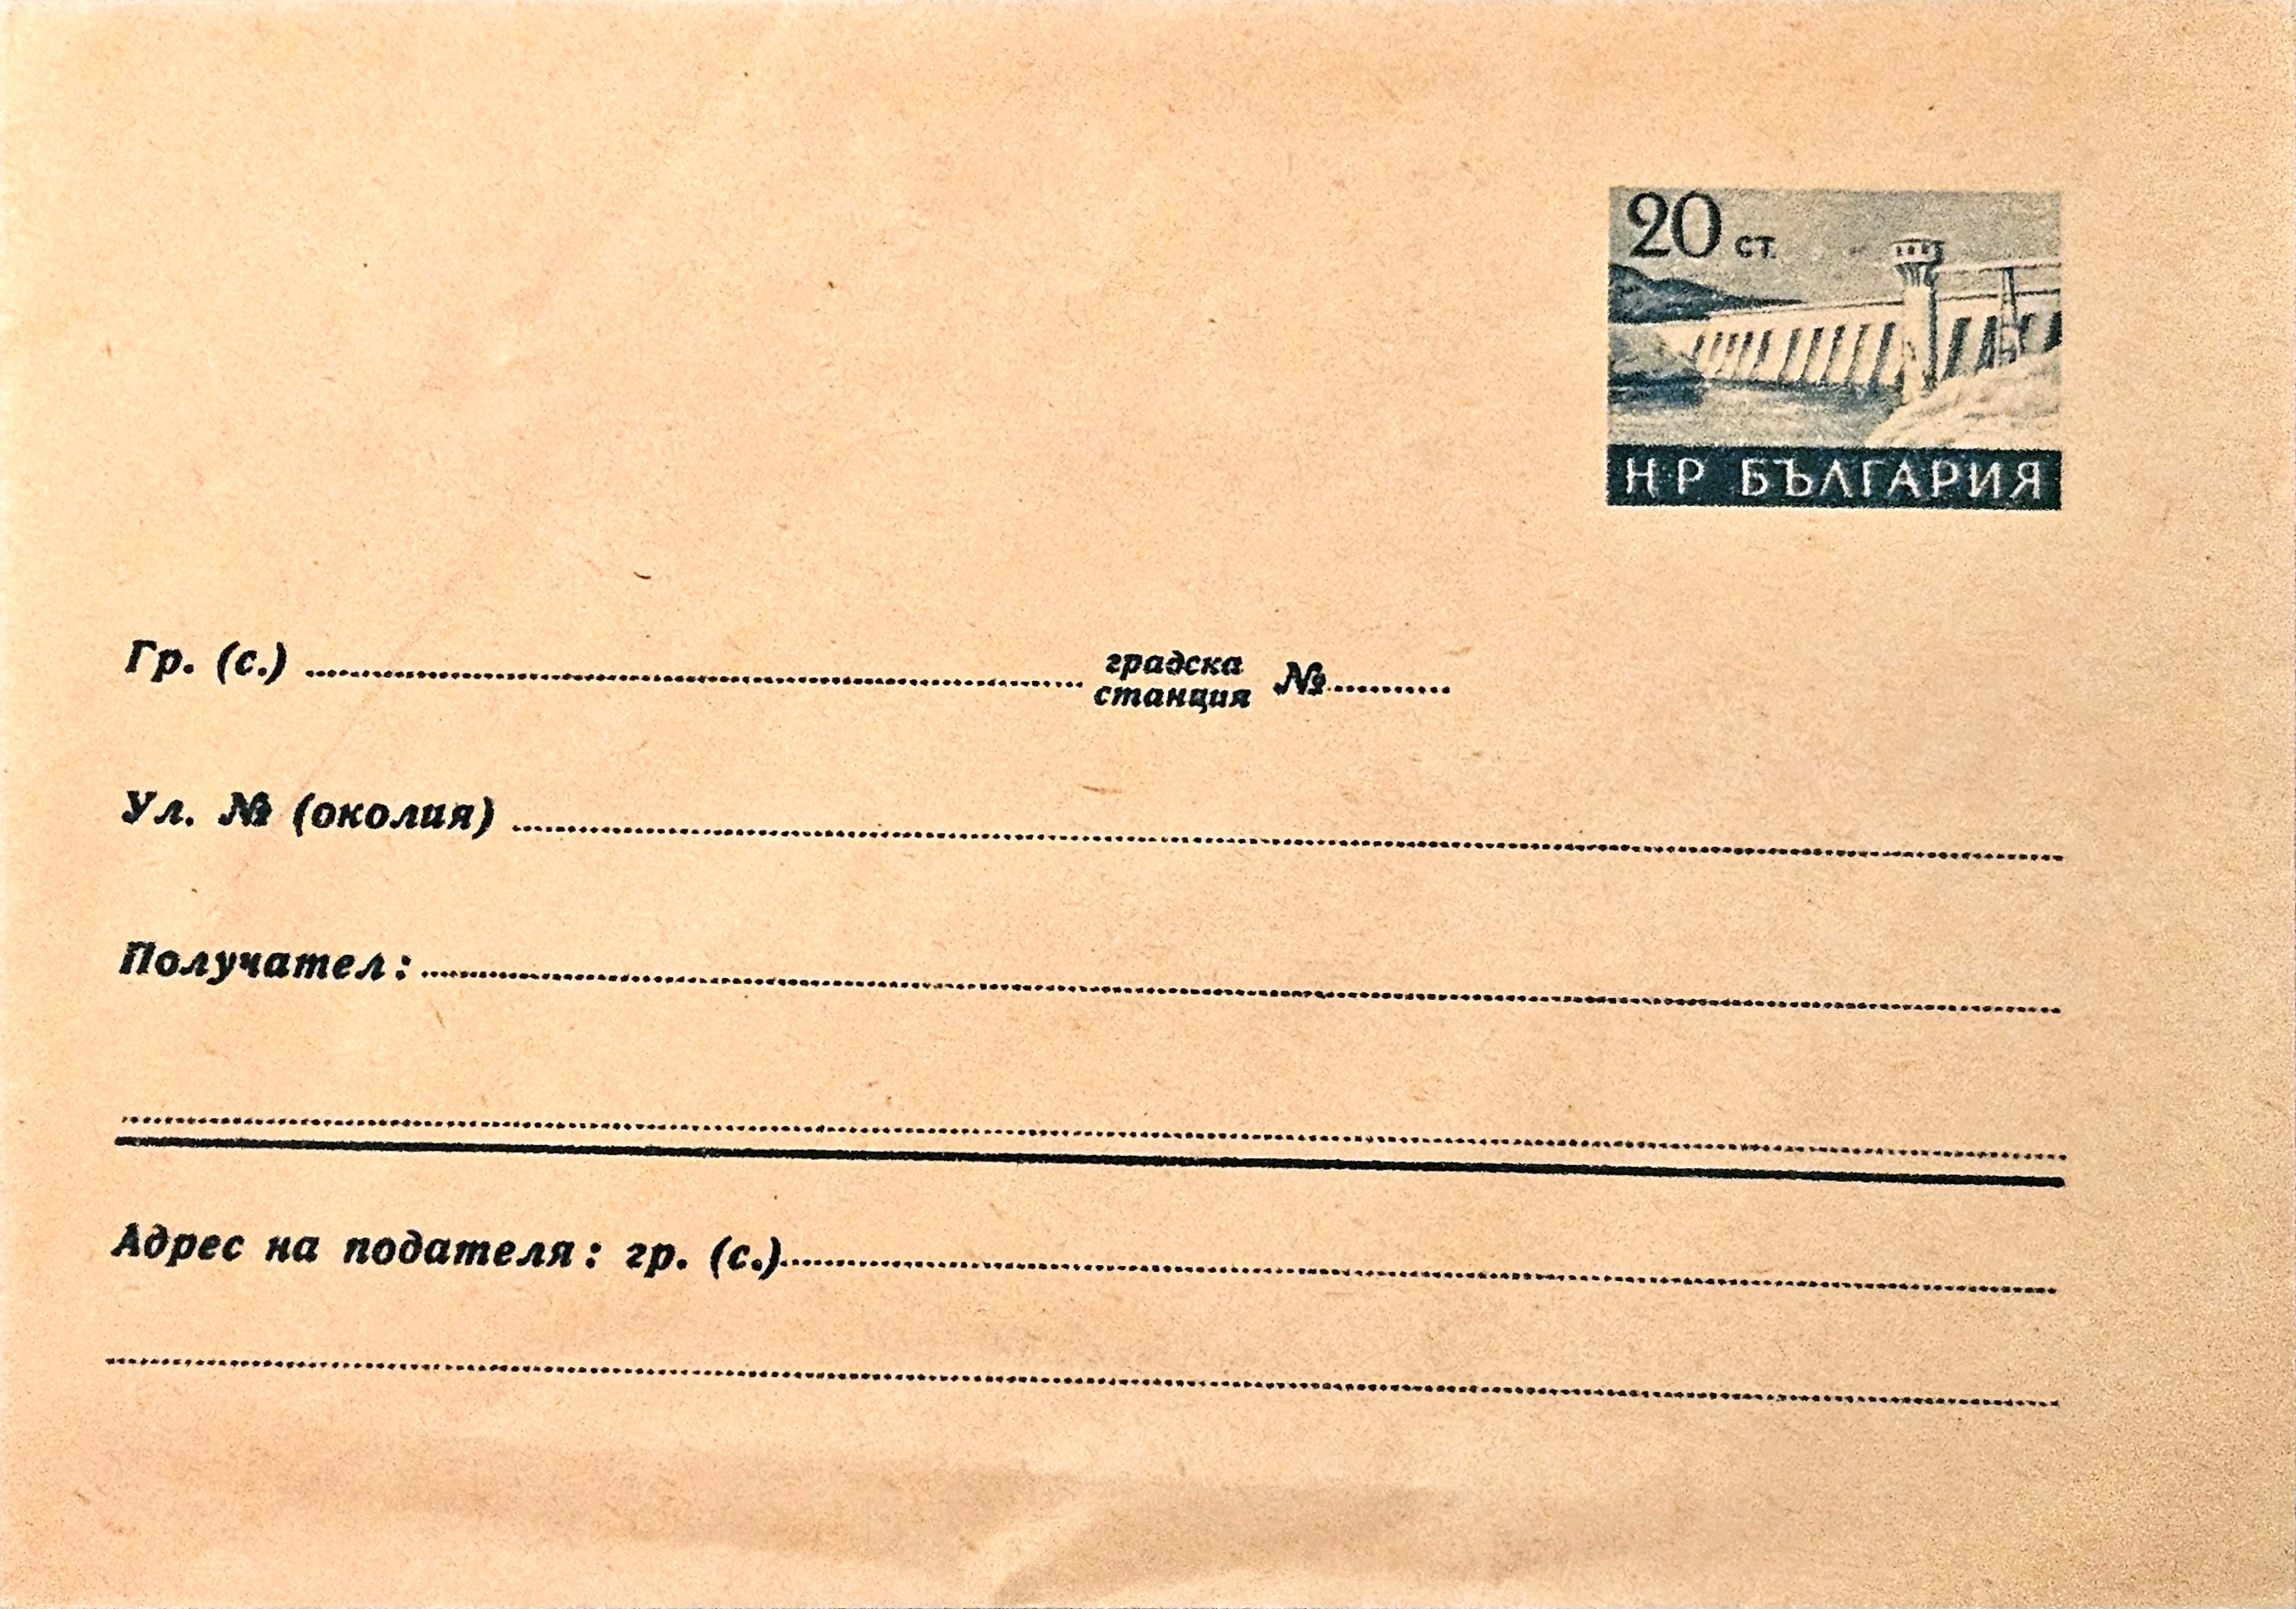 20 ст.
НР БЪЛГАРИЯ
Гр. (с.) градска станция №
Ул. № (околия)
Получател:
Адрес на подателя: гр. (с.)